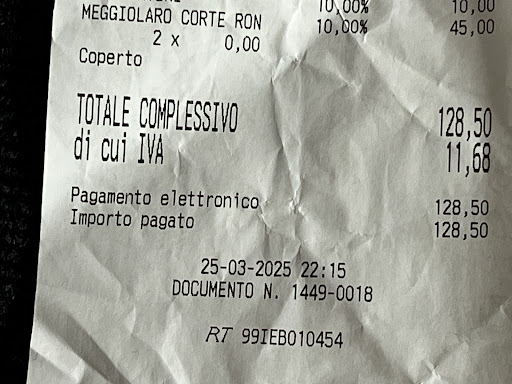 10,00% 10,00
MEGGIOLARO CORTE RON 10,00% 45,00
2 x 0,00
Coperto
TOTALE COMPLESSIVO 128,50
di cui IVA 11,68
Pagamento elettronico 128,50
Importo pagato 128,50
25-03-2025 22:15
DOCUMENTO N. 1449-0018
RT 99IEB010454